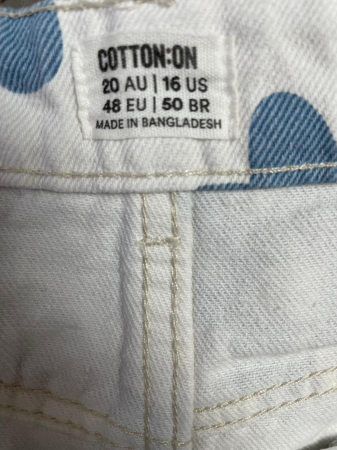 COTTON:ON
20 AU | 16 US
48 EU | 50 BR
MADE IN BANGLADESH